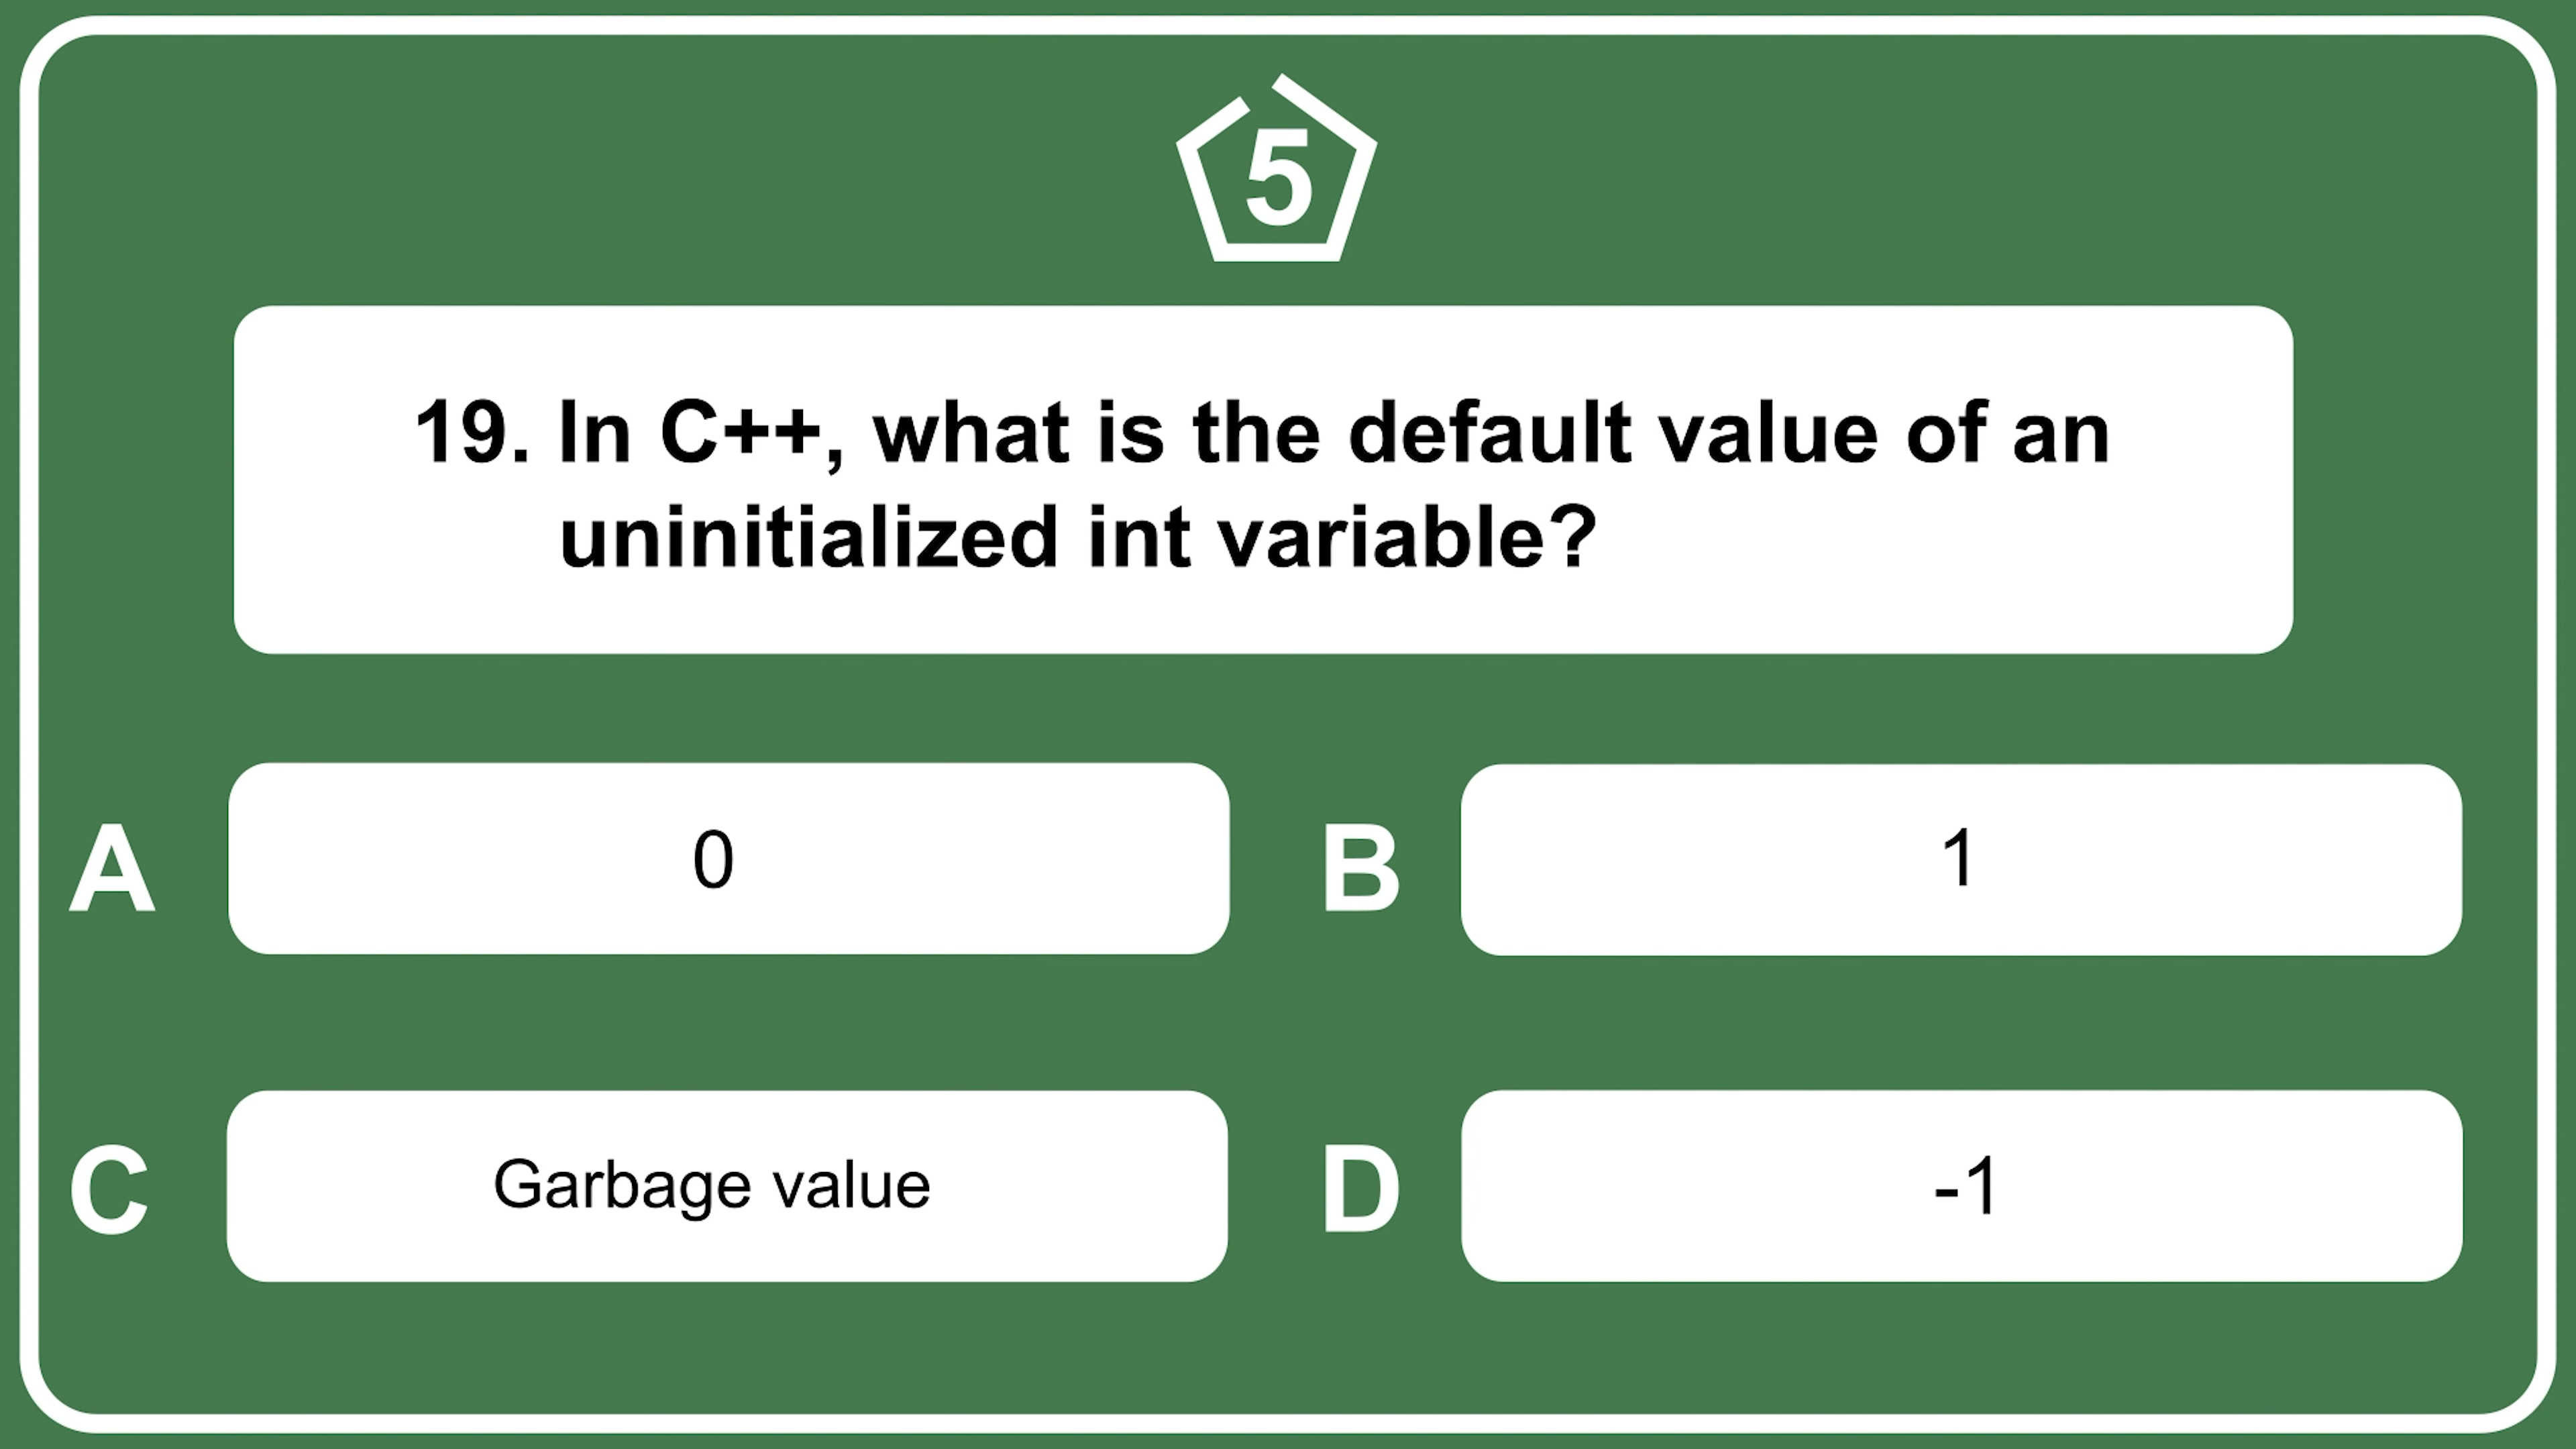 5
19. In C++, what is the default value of an
uninitialized int variable?
A
0
B
1
C
Garbage value
D
-1